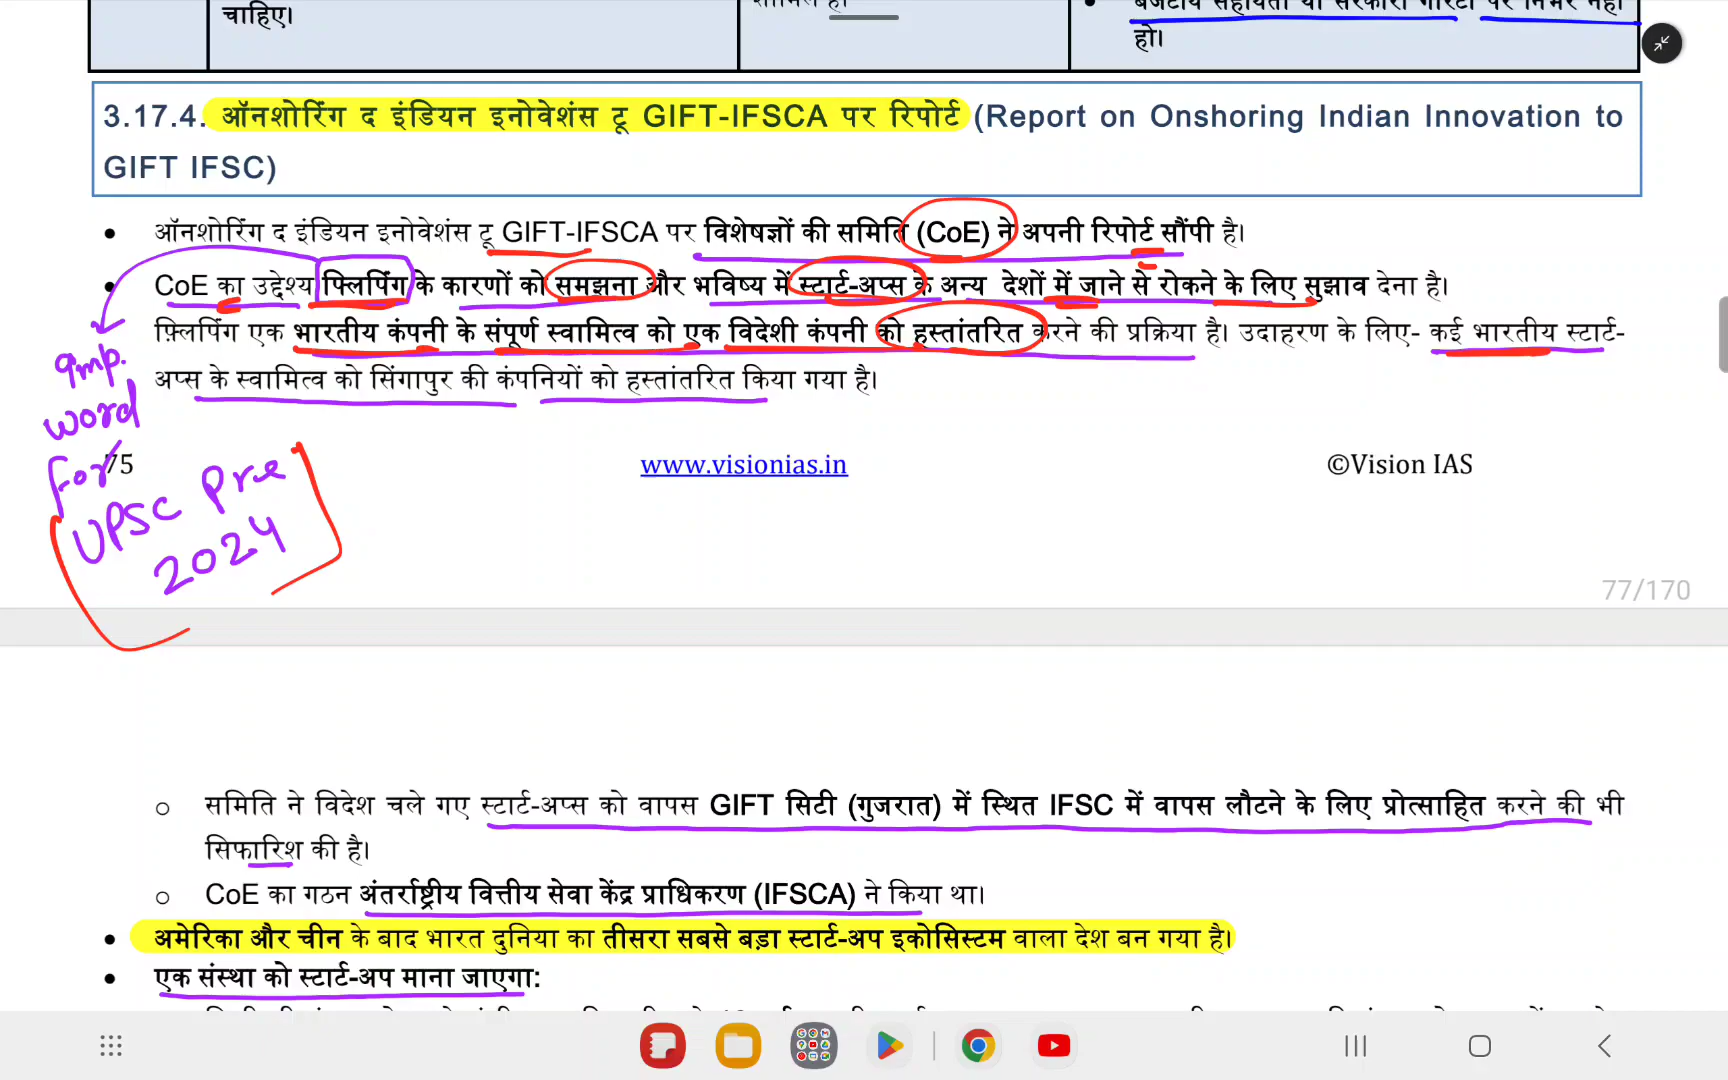 चाहिए।
हो।
3.17.4. ऑनशोरिंग द इंडियन इनोवेशंस टू GIFT-IFSCA पर रिपोर्ट (Report on Onshoring Indian Innovation to
GIFT IFSC)
• ऑनशोरिंग द इंडियन इनोवेशंस टू GIFT-IFSCA पर विशेषज्ञों की समिति (CoE) ने अपनी रिपोर्ट सौंपी है।
• CoE का उद्देश्य फ्लिपिंग के कारणों को समझना और भविष्य में स्टार्ट-अप्स के अन्य देशों में जाने से रोकने के लिए सुझाव देना है।
फ़्लिपिंग एक भारतीय कंपनी के संपूर्ण स्वामित्व को एक विदेशी कंपनी को हस्तांतरित करने की प्रक्रिया है। उदाहरण के लिए- कई भारतीय स्टार्ट-
अप्स के स्वामित्व को सिंगापुर की कंपनियों को हस्तांतरित किया गया है।
imp.
word
for
UPSC pre
2024
75 www.visionias.in ©Vision IAS
77/170
o समिति ने विदेश चले गए स्टार्ट-अप्स को वापस GIFT सिटी (गुजरात) में स्थित IFSC में वापस लौटने के लिए प्रोत्साहित करने की भी
सिफारिश की है।
o CoE का गठन अंतर्राष्ट्रीय वित्तीय सेवा केंद्र प्राधिकरण (IFSCA) ने किया था।
• अमेरिका और चीन के बाद भारत दुनिया का तीसरा सबसे बड़ा स्टार्ट-अप इकोसिस्टम वाला देश बन गया है।
• एक संस्था को स्टार्ट-अप माना जाएगा: